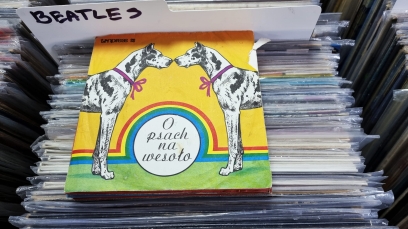 BEATLES
O
psach
na
wesoło